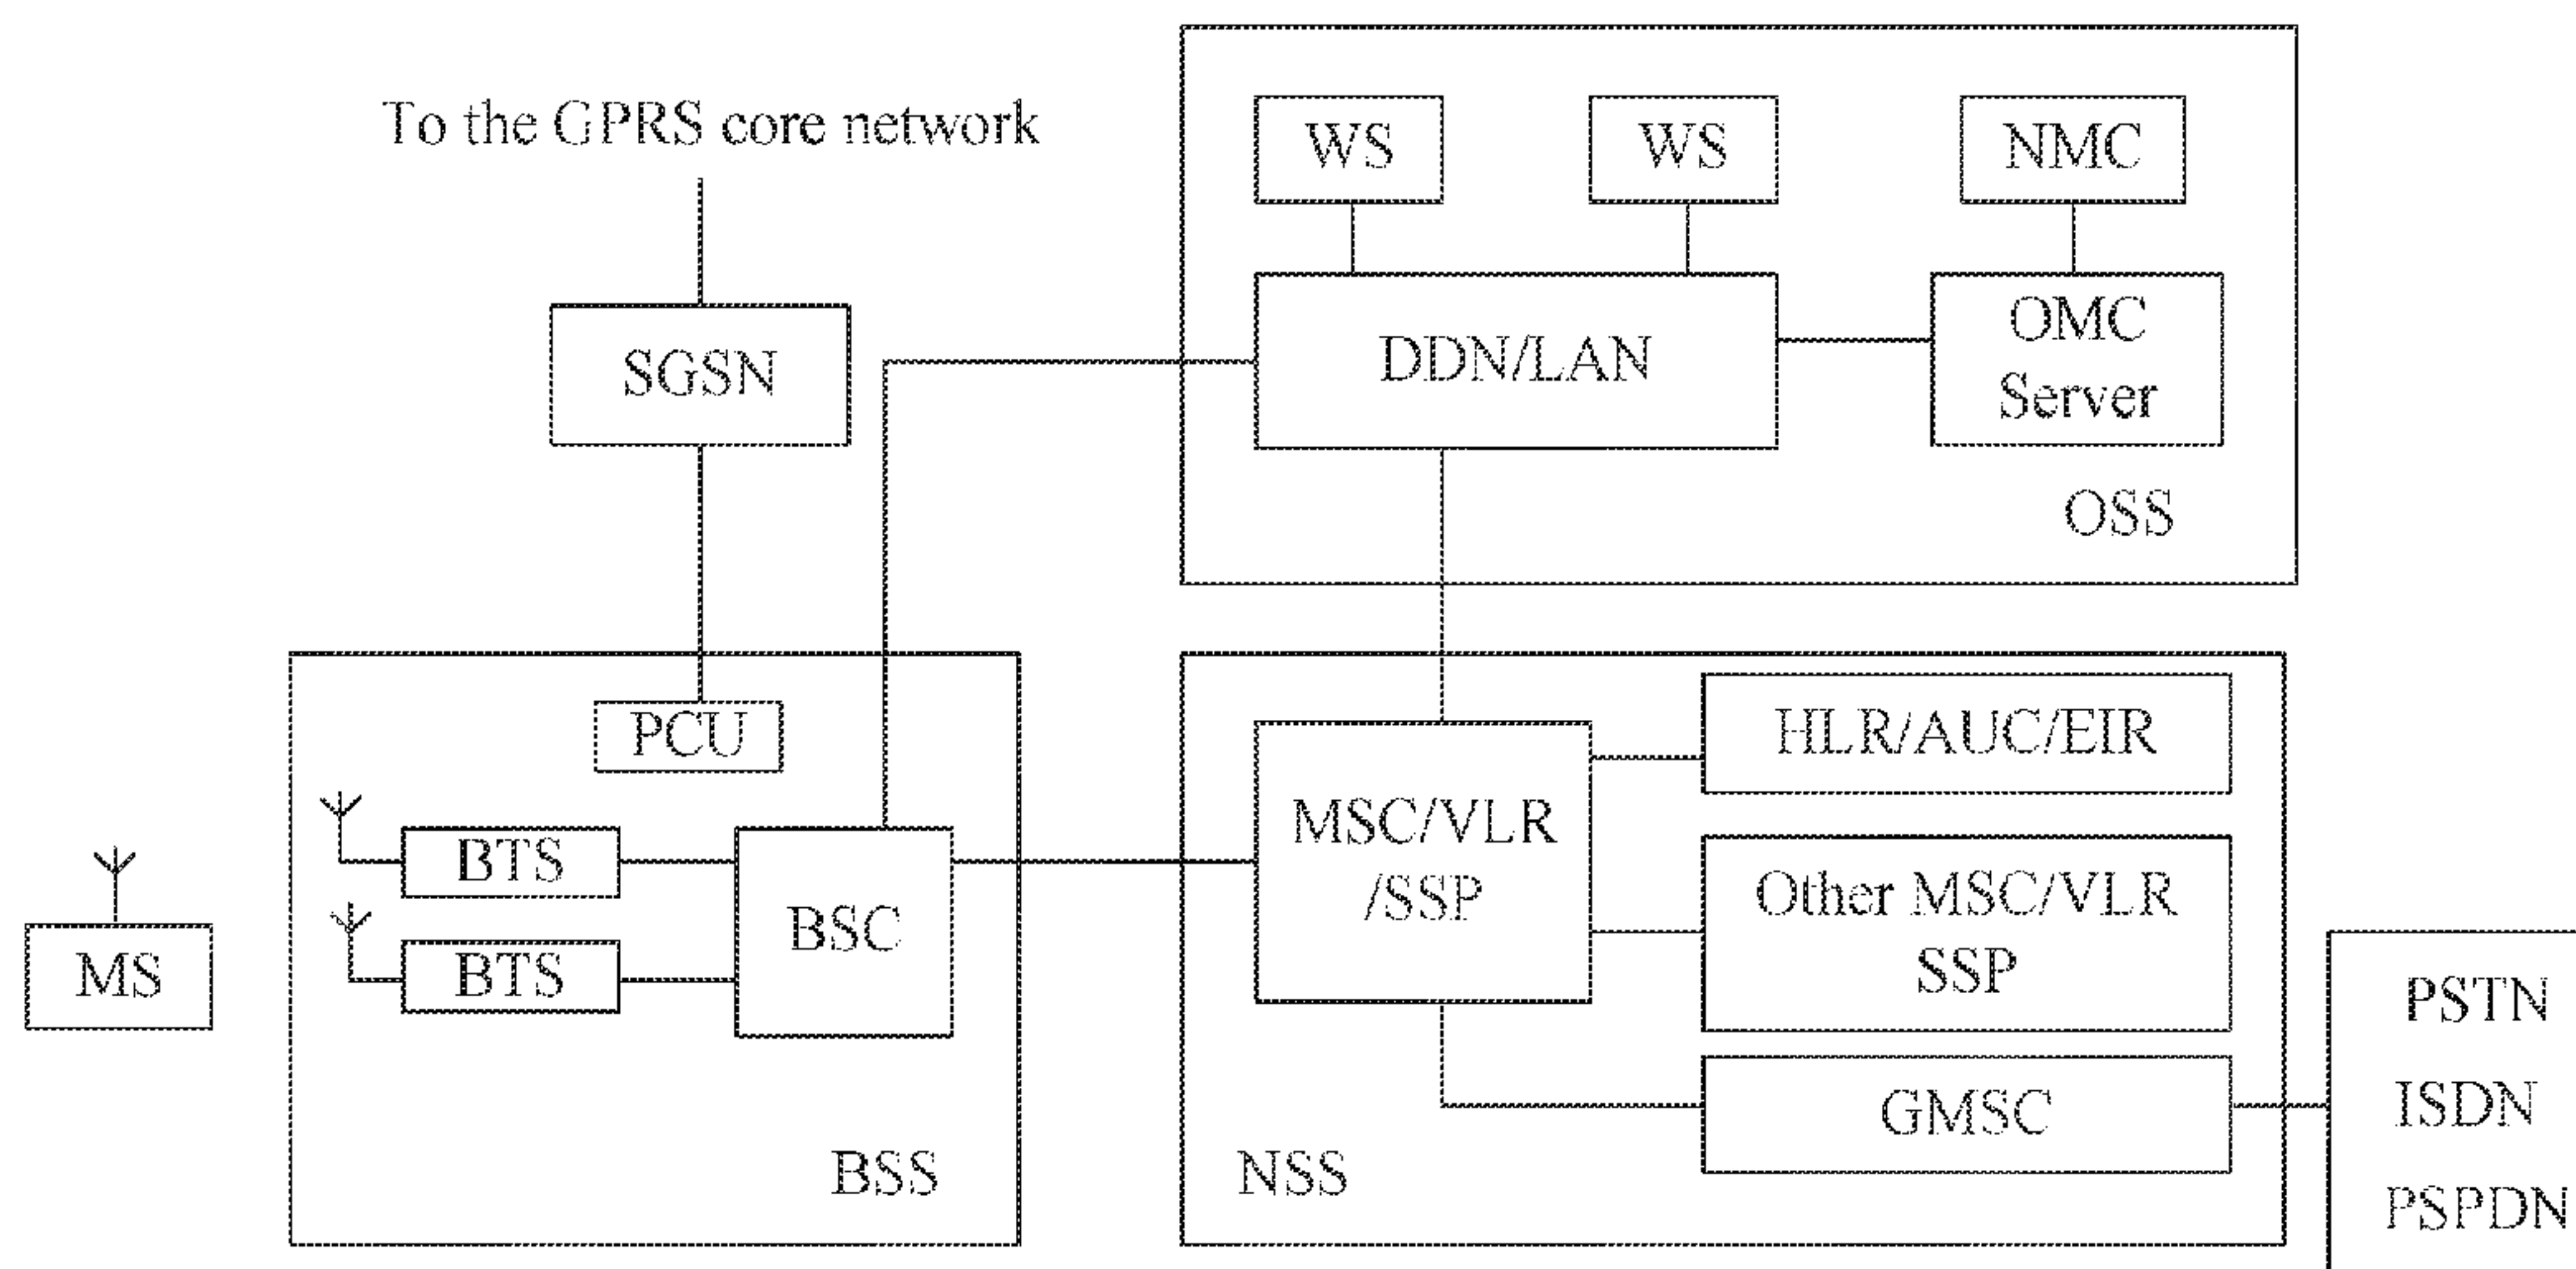 To the GPRS core network
WS
WS
NMC
SGSN
DDN/LAN
OMC
Server
OSS
PCU
HLR/AUC/EIR
MSC/VLR
/SSP
BTS
BTS
BSC
Other MSC/VLR
SSP
MS
GMSC
PSTN
ISDN
PSPDN
BSS
NSS